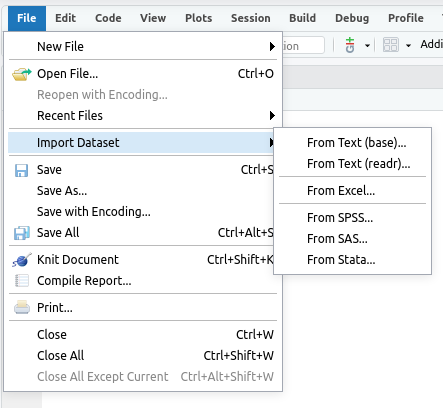 File Edit Code View Plots Session Build Debug Profile
Addi
New File
Open File... Ctrl+O
Reopen with Encoding...
Recent Files
Import Dataset
Save Ctrl+S
Save As...
Save with Encoding...
Save All Ctrl+Alt+S
Knit Document Ctrl+Shift+K
Compile Report...
Print...
Close Ctrl+W
Close All Ctrl+Shift+W
Close All Except Current Ctrl+Alt+Shift+W
From Text (base)...
From Text (readr)...
From Excel...
From SPSS...
From SAS...
From Stata...